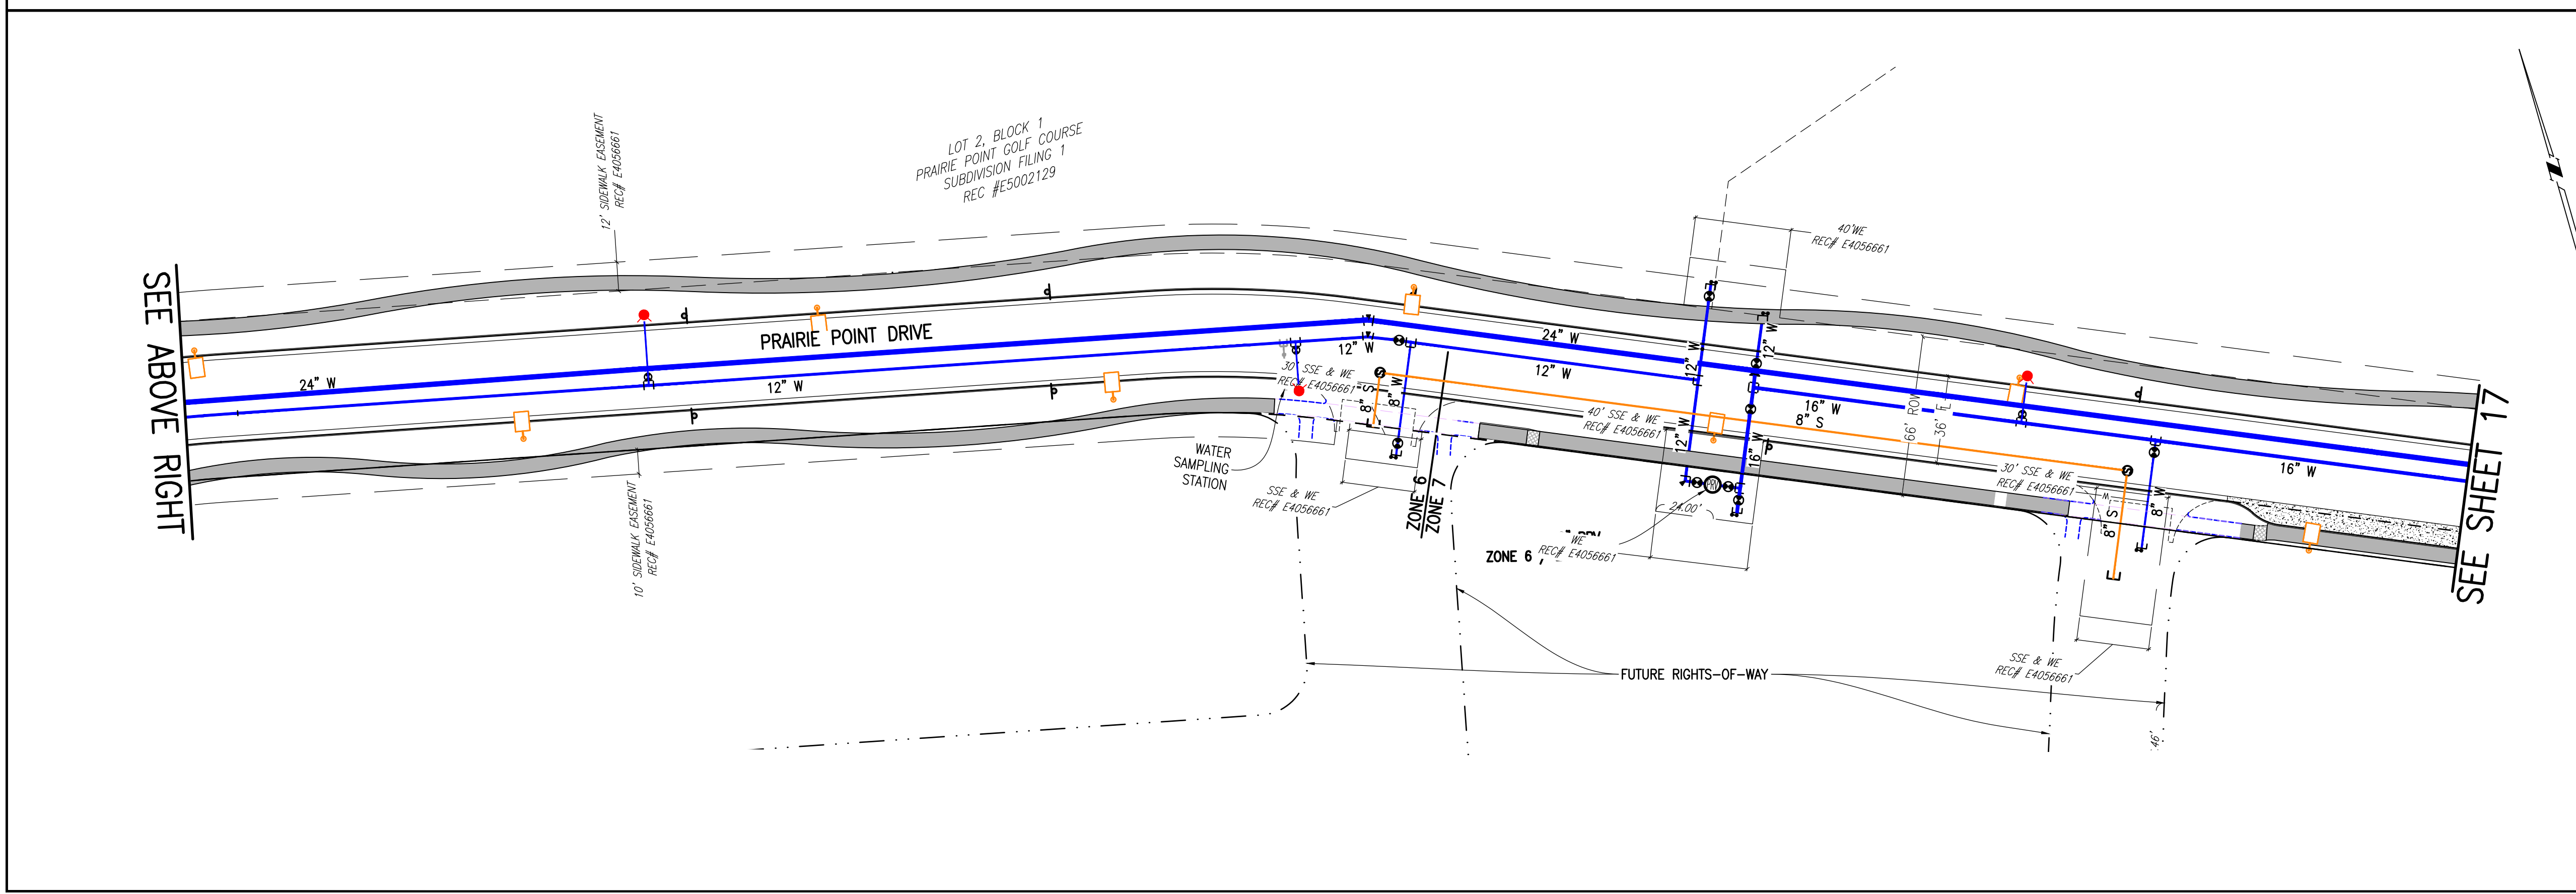 SEE ABOVE RIGHT
12' SIDEWALK EASEMENT
REC# E4056661
LOT 2, BLOCK 1
PRAIRIE POINT GOLF COURSE
SUBDIVISION FILING 1
REC #E5002129
40'WE
REC# E4056661
PRAIRIE POINT DRIVE
24" W
12" W
12" W
24" W
12" W
12" W
12" W
16" W
8" S
66' ROW
36'
16" W
30' SSE & WE
REC# E4056661
8" S
8" W
40' SSE & WE
REC# E4056661
12" W
16" W
PRV
24.00'
30' SSE & WE
REC# E4056661
8" S
8" W
W
WATER
SAMPLING
STATION
SSE & WE
REC# E4056661
ZONE 6
ZONE 7
ZONE 6
WE
REC# E4056661
10' SIDEWALK EASEMENT
REC# E4056661
FUTURE RIGHTS-OF-WAY
SSE & WE
REC# E4056661
46'
SEE SHEET 17